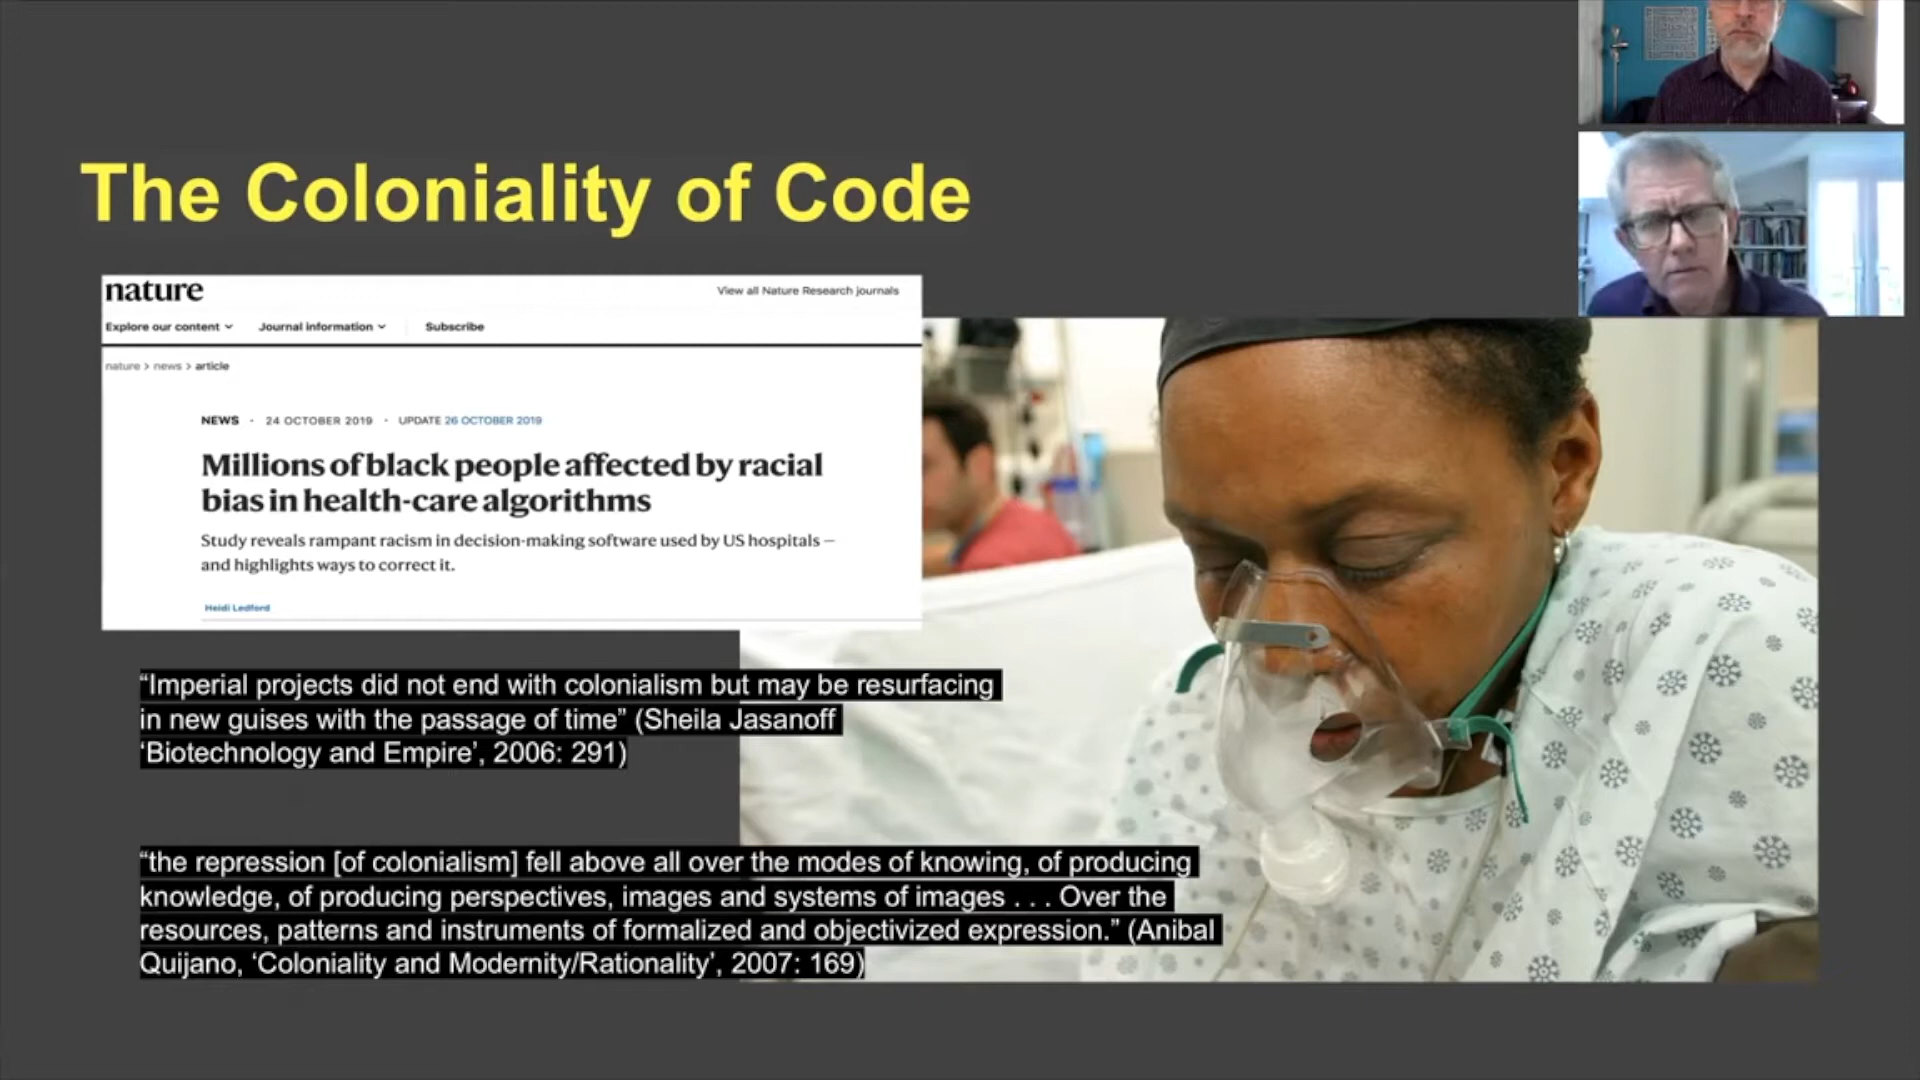 The Coloniality of Code
nature
View all Nature Research journals
Explore our content
Journal information
Subscribe
nature > news > article
NEWS · 24 OCTOBER 2019 · UPDATE 26 OCTOBER 2019
Millions of black people affected by racial
bias in health-care algorithms
Study reveals rampant racism in decision-making software used by US hospitals —
and highlights ways to correct it.
Heidi Ledford
“Imperial projects did not end with colonialism but may be resurfacing
in new guises with the passage of time” (Sheila Jasanoff
‘Biotechnology and Empire’, 2006: 291)
“the repression [of colonialism] fell above all over the modes of knowing, of producing
knowledge, of producing perspectives, images and systems of images . . . Over the
resources, patterns and instruments of formalized and objectivized expression.” (Anibal
Quijano, ‘Coloniality and Modernity/Rationality’, 2007: 169)